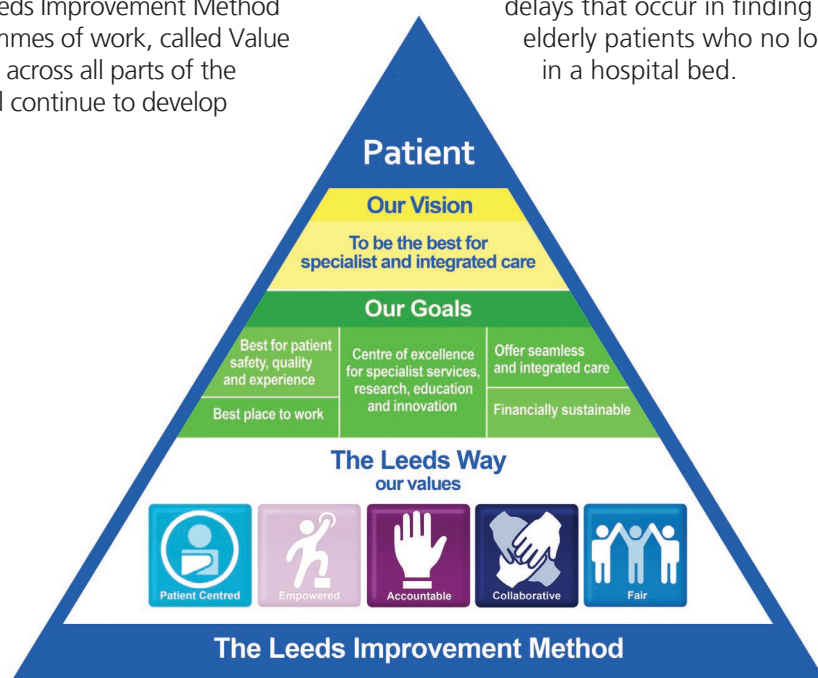 eeds Improvement Method
mmes of work, called Value
across all parts of the
l continue to develop
delays that occur in finding
elderly patients who no lo
in a hospital bed.
Patient
Our Vision
To be the best for
specialist and integrated care
Our Goals
Best for patient
safety, quality
and experience
Best place to work
Centre of excellence
for specialist services,
research, education
and innovation
Offer seamless
and integrated care
Financially sustainable
The Leeds Way
our values
Patient Centred
Empowered
Accountable
Collaborative
Fair
The Leeds Improvement Method